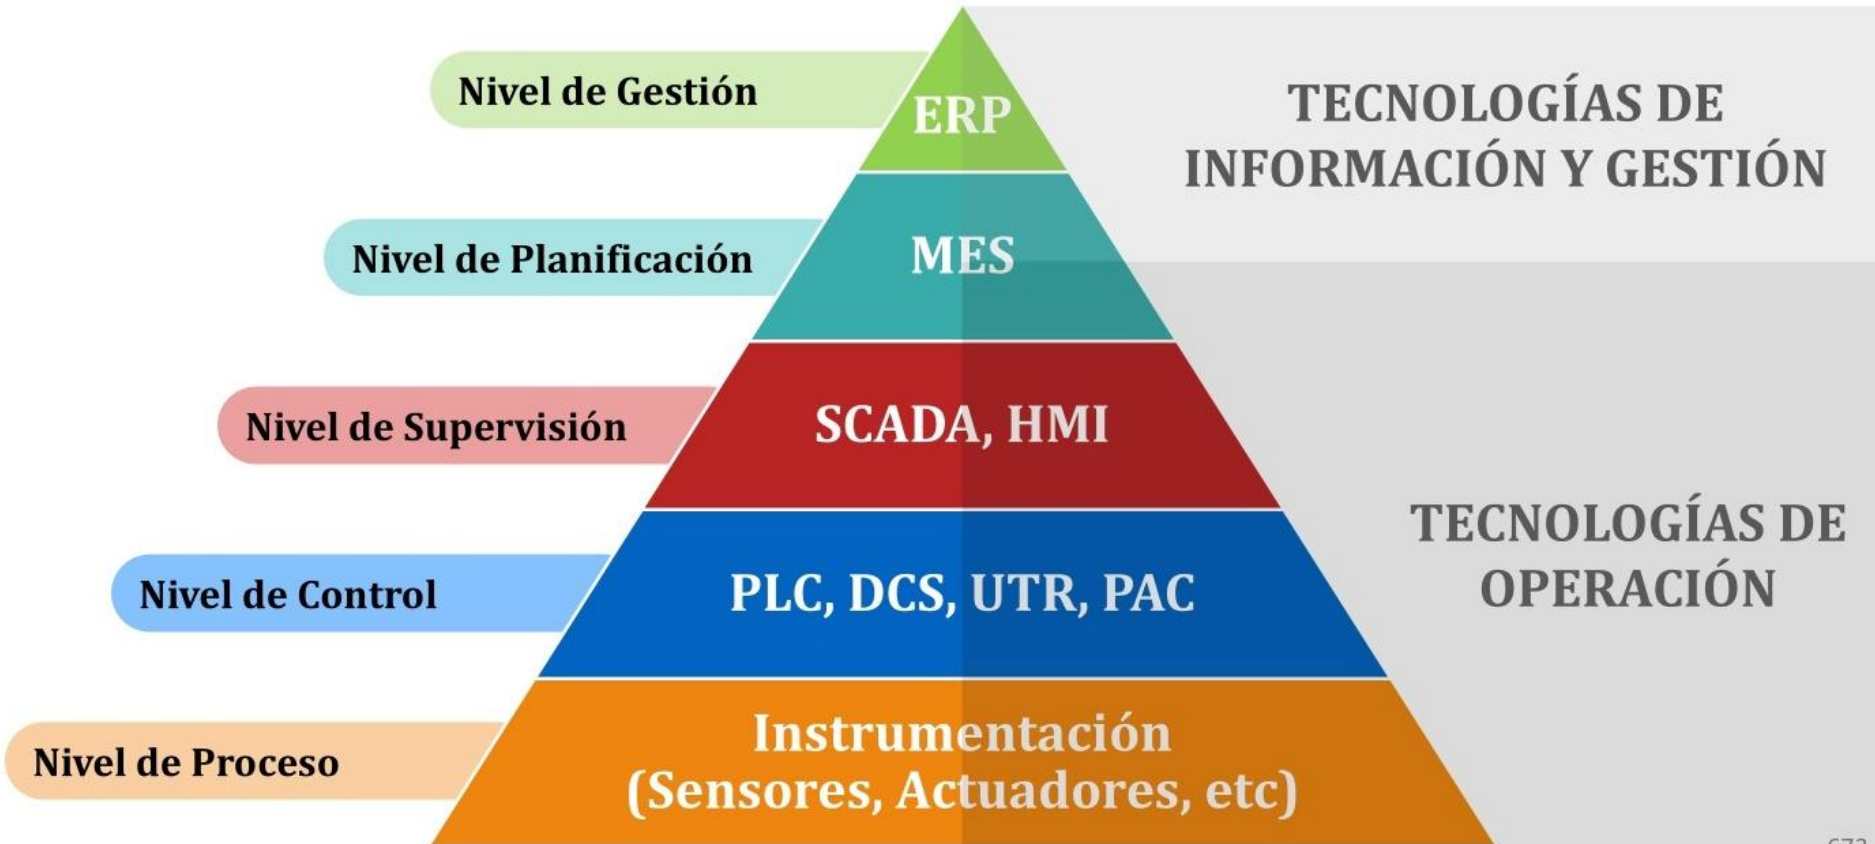 Nivel de Gestión
ERP
TECNOLOGÍAS DE
INFORMACIÓN Y GESTIÓN
Nivel de Planificación
MES
Nivel de Supervisión
SCADA, HMI
Nivel de Control
PLC, DCS, UTR, PAC
TECNOLOGÍAS DE
OPERACIÓN
Nivel de Proceso
Instrumentación
(Sensores, Actuadores, etc)